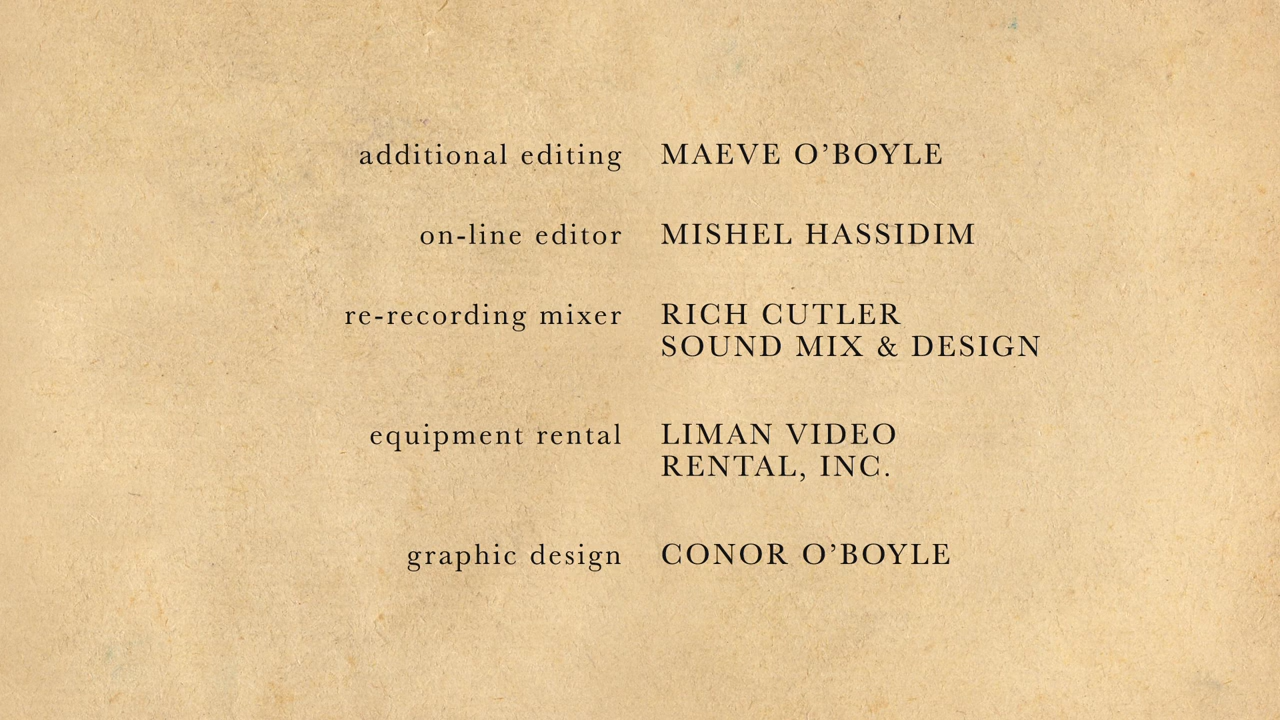 additional editing MAEVE O’BOYLE
on-line editor MISHEL HASSIDIM
re-recording mixer RICH CUTLER
SOUND MIX & DESIGN
equipment rental LIMAN VIDEO
RENTAL, INC.
graphic design CONOR O’BOYLE